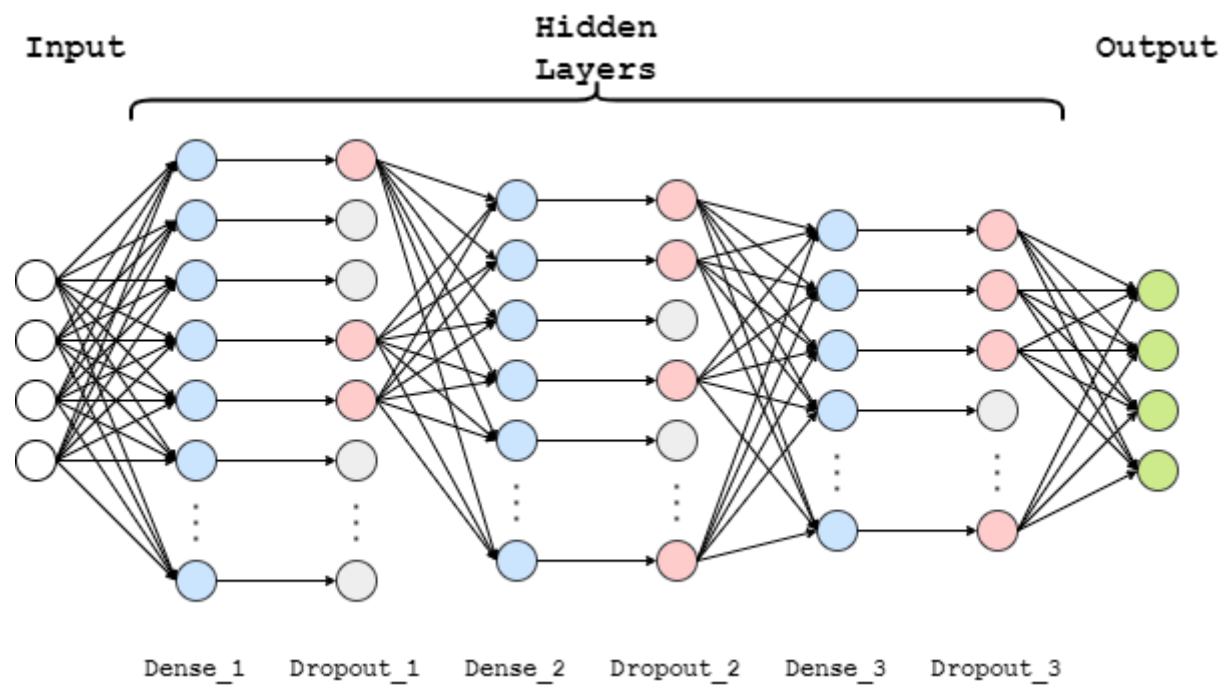 Input
Hidden
Layers
Output
Dense_1
Dropout_1
Dense_2
Dropout_2
Dense_3
Dropout_3